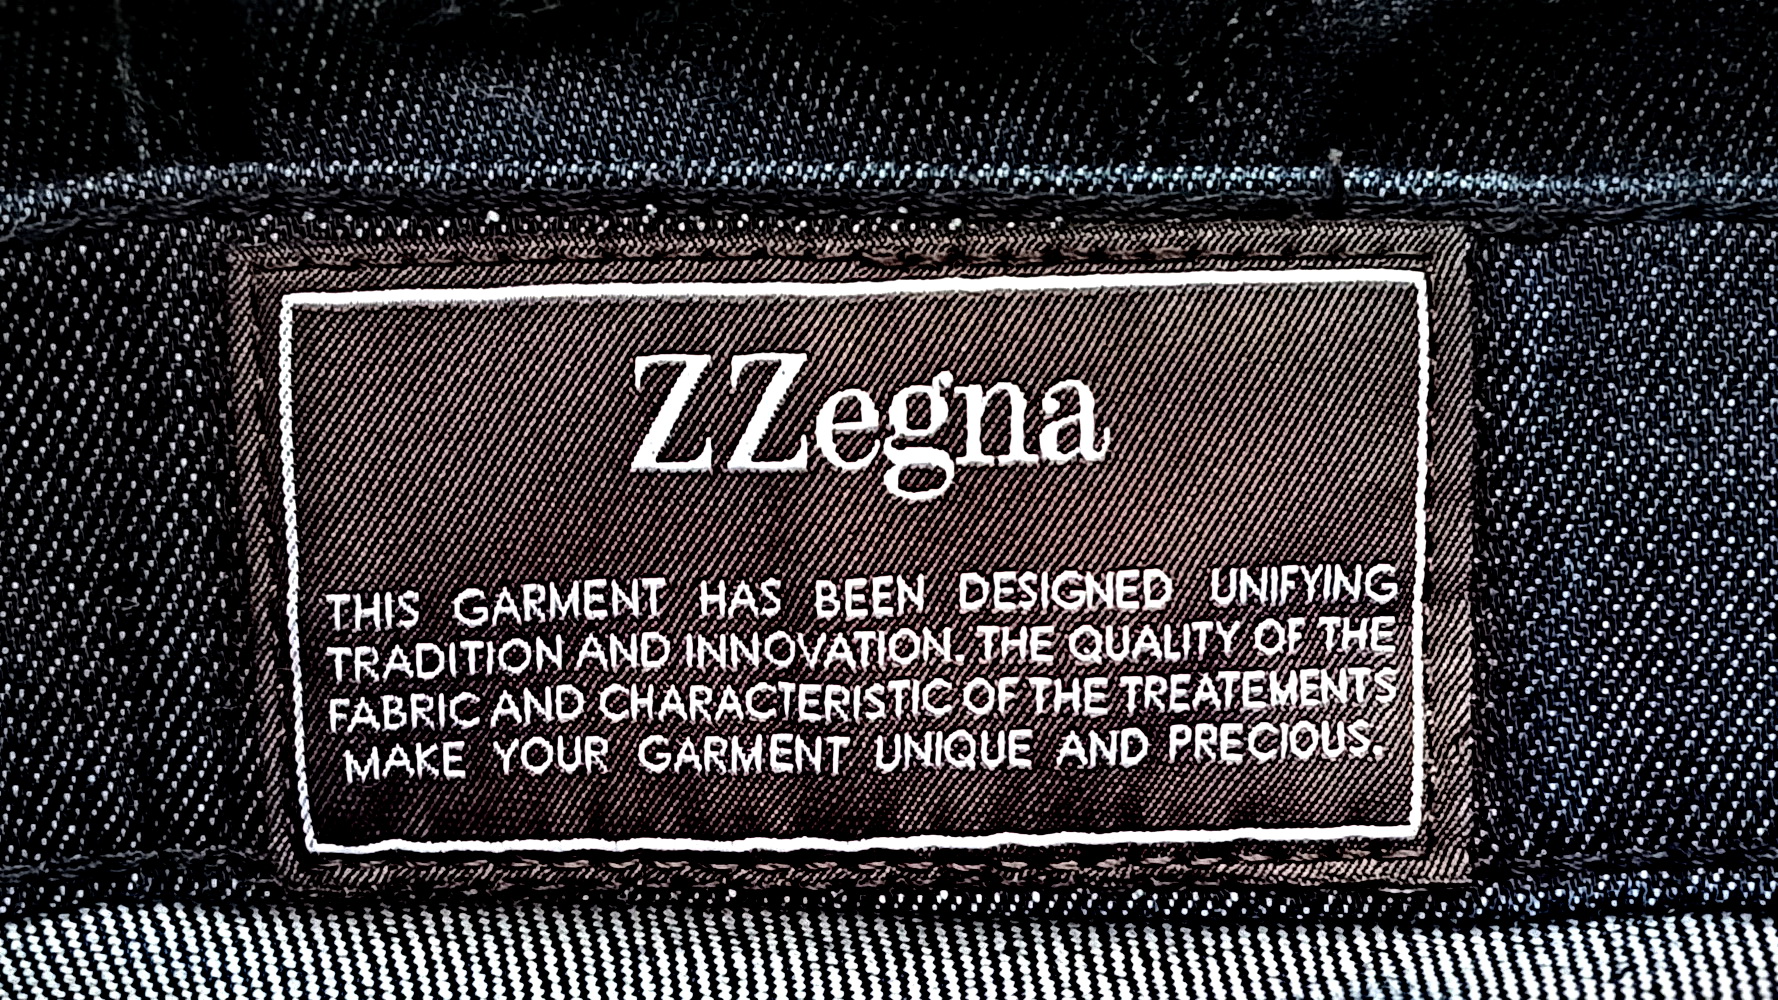 ZZegna
THIS GARMENT HAS BEEN DESIGNED UNIFYING
TRADITION AND INNOVATION. THE QUALITY OF THE
FABRIC AND CHARACTERISTIC OF THE TREATEMENTS
MAKE YOUR GARMENT UNIQUE AND PRECIOUS.